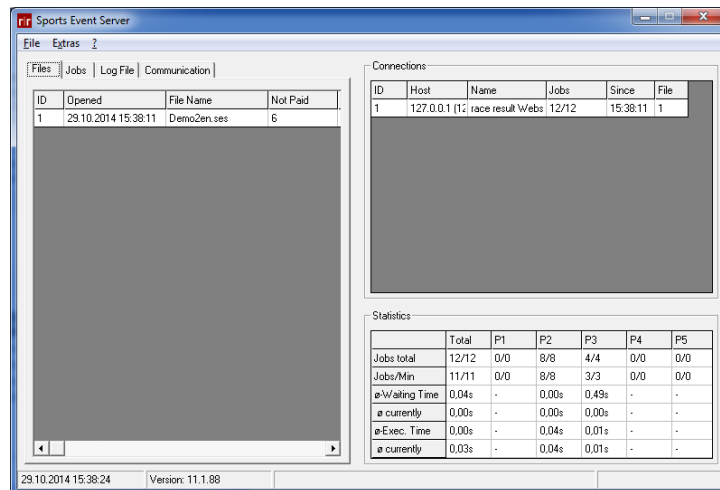 rr Sports Event Server
File Extras ?
Files Jobs Log File Communication
ID Opened File Name Not Paid
1 29.10.2014 15:38:11 Demo2en.ses 6
Connections
ID Host Name Jobs Since File
1 127.0.0.1 (12 race result Webs 12/12 15:38:11 1
Statistics
Total P1 P2 P3 P4 P5
Jobs total 12/12 0/0 8/8 4/4 0/0 0/0
Jobs/Min 11/11 0/0 8/8 3/3 0/0 0/0
ø-Waiting Time 0,04s - 0,00s 0,49s - -
ø currently 0,00s - 0,00s 0,00s - -
ø-Exec. Time 0,00s - 0,04s 0,01s - -
ø currently 0,03s - 0,04s 0,01s - -
29.10.2014 15:38:24 Version: 11.1.88